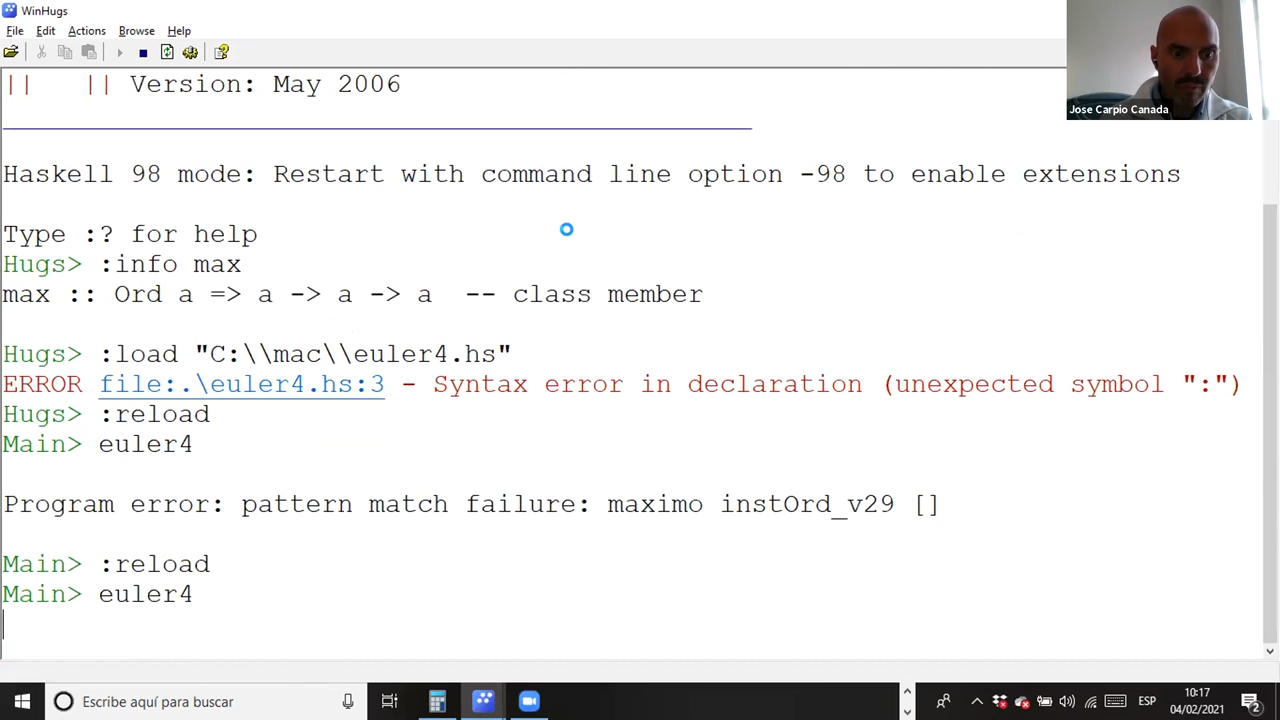 WinHugs
File Edit Actions Browse Help
|| || Version: May 2006
Jose Carpio Canada
Haskell 98 mode: Restart with command line option -98 to enable extensions
Type :? for help
Hugs> :info max
max :: Ord a => a -> a -> a -- class member
Hugs> :load "C:\\mac\\euler4.hs"
ERROR file:.\euler4.hs:3 - Syntax error in declaration (unexpected symbol ":")
Hugs> :reload
Main> euler4
Program error: pattern match failure: maximo instOrd_v29 []
Main> :reload
Main> euler4
Escribe aquí para buscar
ESP
10:17
04/02/2021
2